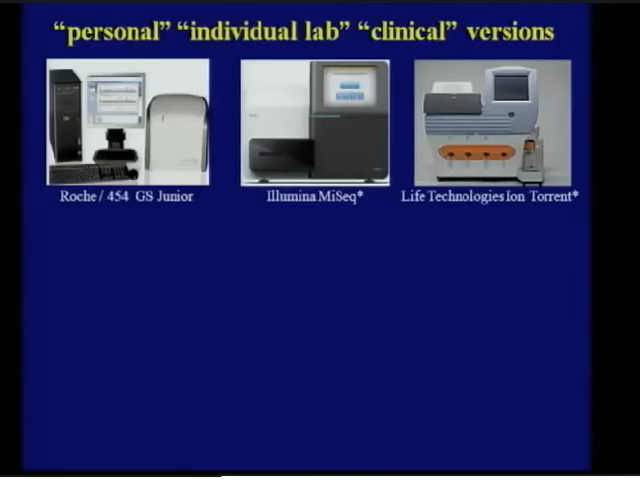 “personal” “individual lab” “clinical” versions
Roche / 454 GS Junior
Illumina MiSeq*
Life Technologies Ion Torrent*